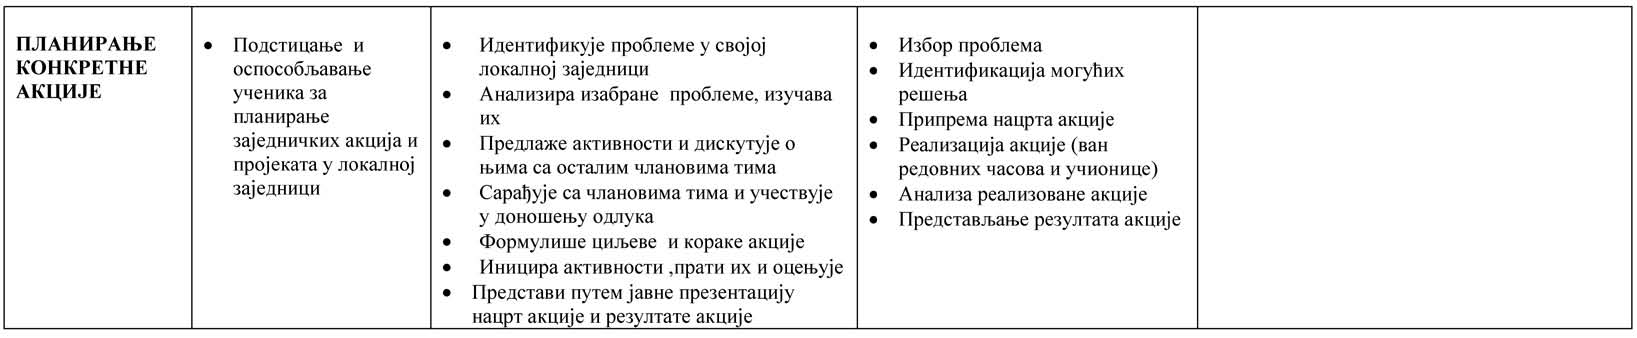 ПЛАНИРАЊЕ
КОНКРЕТНЕ
АКЦИЈЕ
• Подстицање и
оспособљавање
ученика за
планирање
заједничких акција и
пројеката у локалној
заједници
• Идентификује проблеме у својој
локалној заједници
• Анализира изабране проблеме, изучава
их
• Предлаже активности и дискутује о
њима са осталим члановима тима
• Сарађује са члановима тима и учествује
у доношењу одлука
• Формулише циљеве и кораке акције
• Иницира активности ,прати их и оцењује
• Представи путем јавне презентацију
нацрт акције и резултате акције
• Избор проблема
• Идентификација могућих
решења
• Припрема нацрта акције
• Реализација акције (ван
редовних часова и учионице)
• Анализа реализоване акције
• Представљање резултата акције